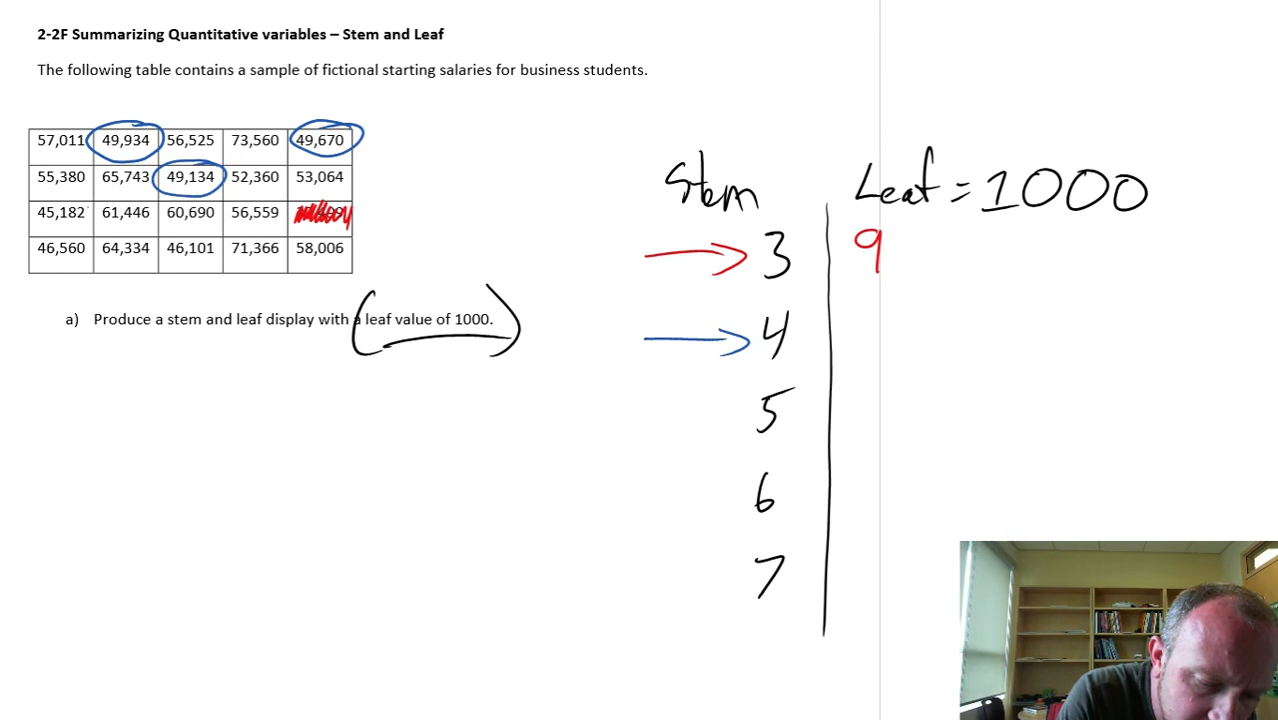 2-2F Summarizing Quantitative variables – Stem and Leaf
The following table contains a sample of fictional starting salaries for business students.
57,011 49,934 56,525 73,560 49,670
55,380 65,743 49,134 52,360 53,064
45,182 61,446 60,690 56,559
46,560 64,334 46,101 71,366 58,006
a) Produce a stem and leaf display with a leaf value of 1000.
Stem Leaf = 1000
3 9
4
5
6
7